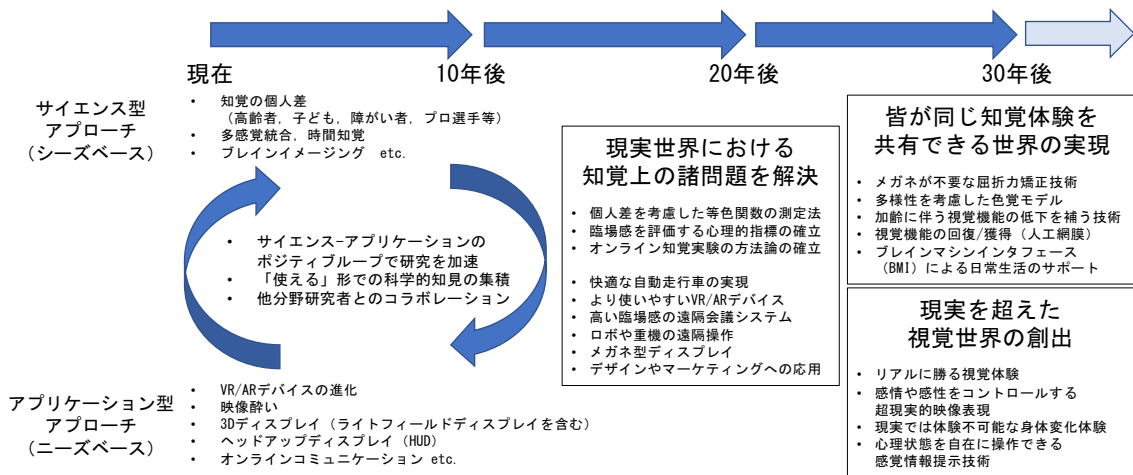 現在
10年後
20年後
30年後
サイエンス型
アプローチ
(シーズベース)
• 知覚の個人差
(高齢者, 子ども, 障がい者, プロ選手等)
• 多感覚統合, 時間知覚
• ブレインイメージング etc.
• サイエンス-アプリケーションの
ポジティブループで研究を加速
• 「使える」形での科学的知見の集積
• 他分野研究者とのコラボレーション
アプリケーション型
アプローチ
(ニーズベース)
• VR/ARデバイスの進化
• 映像酔い
• 3Dディスプレイ(ライトフィールドディスプレイを含む)
• ヘッドアップディスプレイ(HUD)
• オンラインコミュニケーション etc.
現実世界における
知覚上の諸問題を解決
• 個人差を考慮した等色関数の測定法
• 臨場感を評価する心理的指標の確立
• オンライン知覚実験の方法論の確立
• 快適な自動走行車の実現
• より使いやすいVR/ARデバイス
• 高い臨場感の遠隔会議システム
• ロボや重機の遠隔操作
• メガネ型ディスプレイ
• デザインやマーケティングへの応用
皆が同じ知覚体験を
共有できる世界の実現
• メガネが不要な屈折力矯正技術
• 多様性を考慮した色覚モデル
• 加齢に伴う視覚機能の低下を補う技術
• 視覚機能の回復/獲得(人工網膜)
• ブレインマシンインタフェース
(BMI)による日常生活のサポート
現実を超えた
視覚世界の創出
• リアルに勝る視覚体験
• 感情や感性をコントロールする
超現実的映像表現
• 現実では体験不可能な身体変化体験
• 心理状態を自在に操作できる
感覚情報提示技術